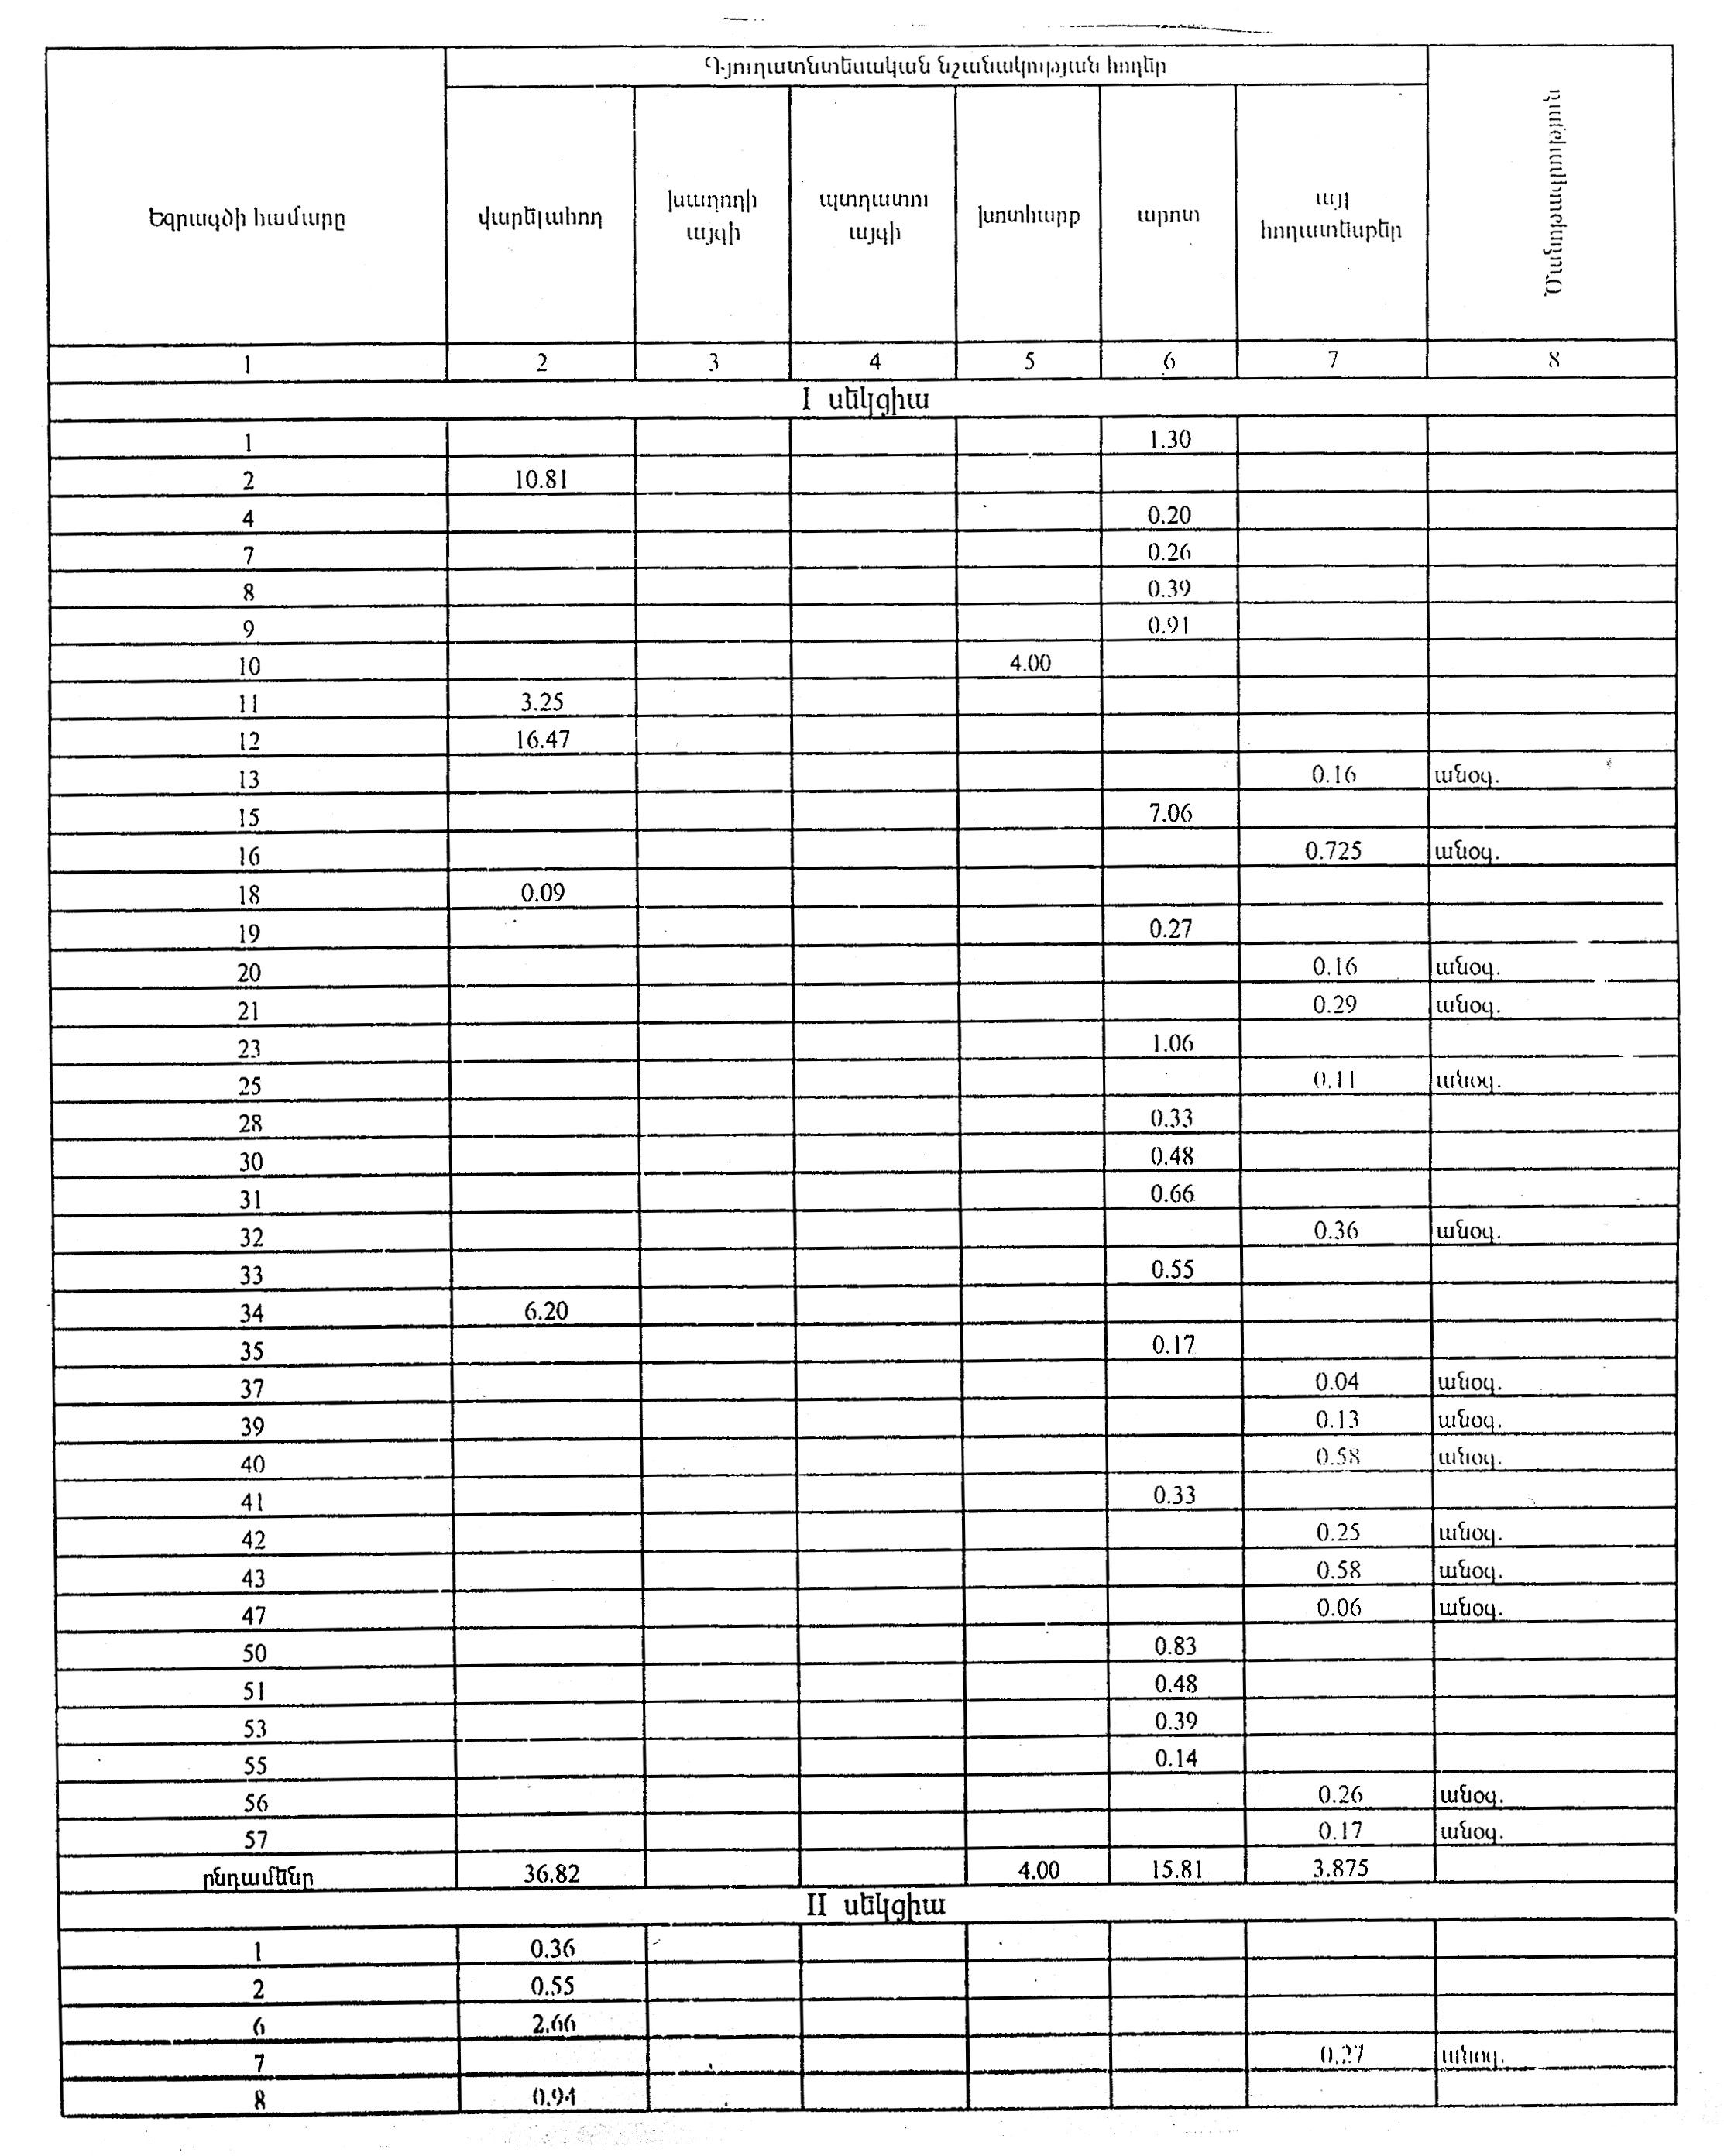 Գյուղատնտեսական նշանակության հողեր
Եզրագծի համարը վարելահող խաղողի այգի պտղատու այգի խոտհարք արոտ այլ հողատեսքեր Ծանոթություն
1 2 3 4 5 6 7 8
I սեկցիա
1 1.30
2 10.81
4 0.20
7 0.26
8 0.39
9 0.91
10 4.00
11 3.25
12 16.47
13 0.16 անօգ.
15 7.06
16 0.725 անօգ.
18 0.09
19 0.27
20 0.16 անօգ.
21 0.29 անօգ.
23 1.06
25 0.11 անօգ.
28 0.33
30 0.48
31 0.66
32 0.36 անօգ.
33 0.55
34 6.20
35 0.17
37 0.04 անօգ.
39 0.13 անօգ.
40 0.58 անօգ.
41 0.33
42 0.25 անօգ.
43 0.58 անօգ.
47 0.06 անօգ.
50 0.83
51 0.48
53 0.39
55 0.14
56 0.26 անօգ.
57 0.17 անօգ.
ընդամենը 36.82 4.00 15.81 3.875
II սեկցիա
1 0.36
2 0.55
6 2.66
7 0.27 անօգ.
8 0.94